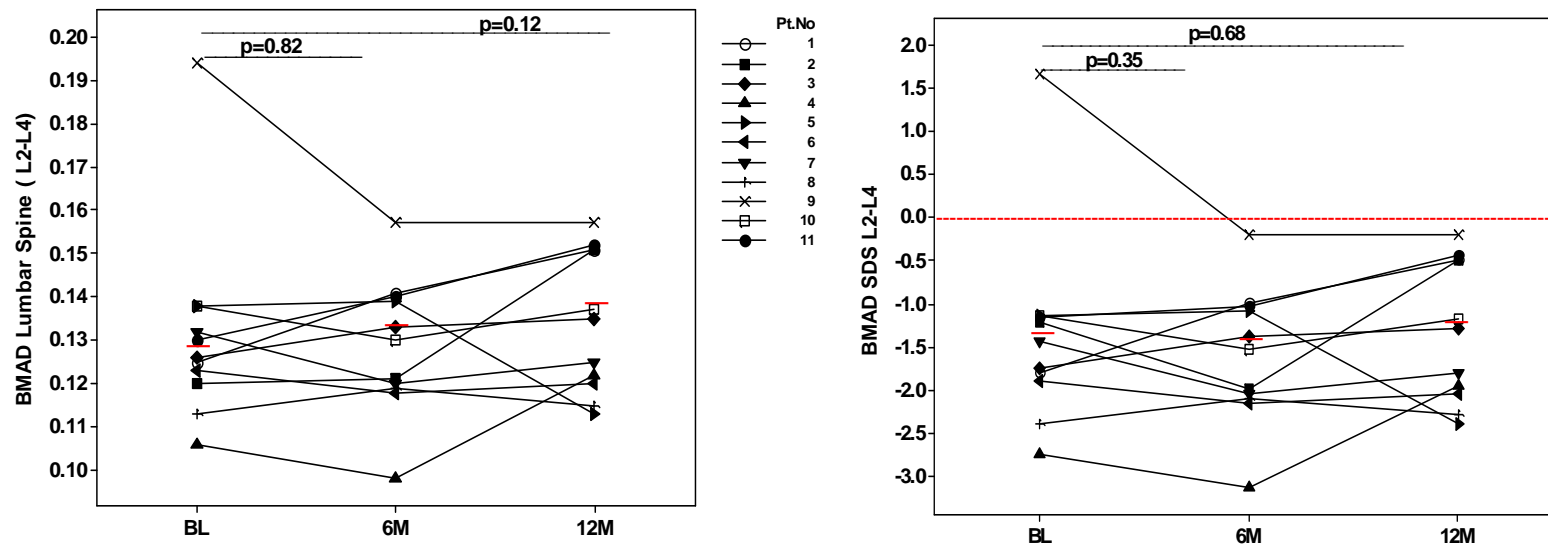 BMAD Lumbar Spine ( L2-L4)
0.20
0.19
0.18
0.17
0.16
0.15
0.14
0.13
0.12
0.11
0.10
p=0.12
p=0.82
BL
6M
12M
Pt.No
1
2
3
4
5
6
7
8
9
10
11
BMAD SDS L2-L4
2.0
1.5
1.0
0.5
0.0
-0.5
-1.0
-1.5
-2.0
-2.5
-3.0
p=0.68
p=0.35
BL
6M
12M